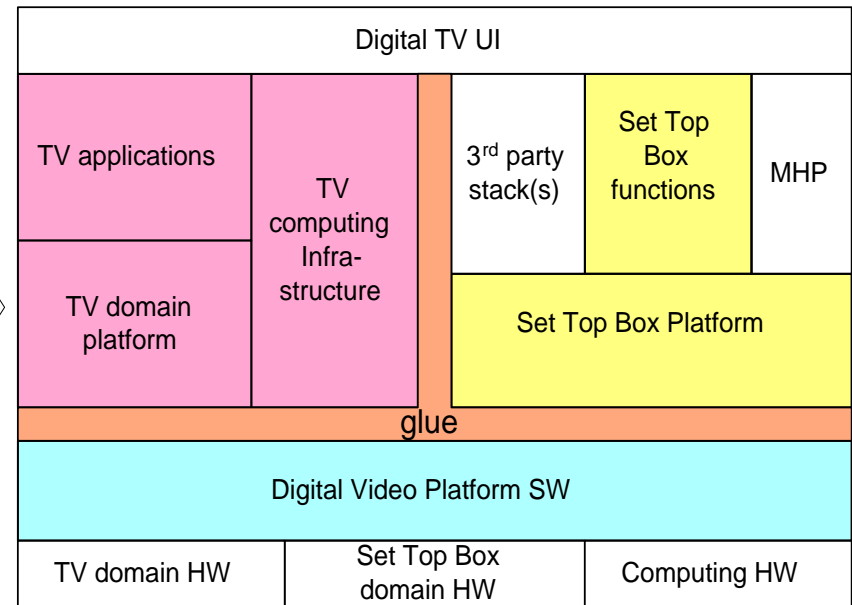 Digital TV UI
TV applications
TV
computing
Infra-
structure
3rd party
stack(s)
Set Top
Box
functions
MHP
TV domain
platform
Set Top Box Platform
glue
Digital Video Platform SW
TV domain HW
Set Top Box
domain HW
Computing HW